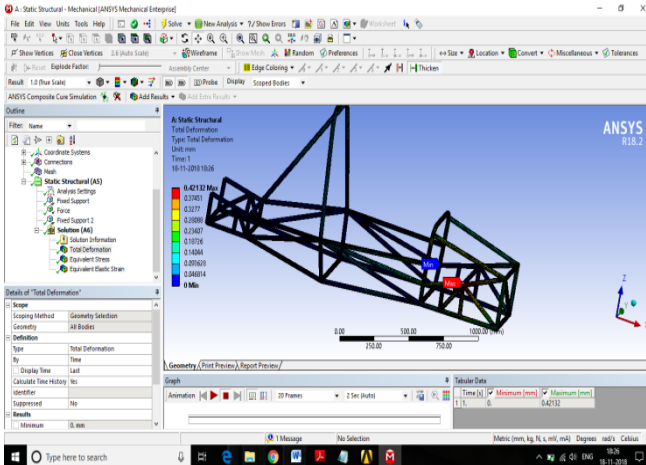 A : Static Structural - Mechanical [ANSYS Mechanical Enterprise]
File Edit View Units Tools Help Solve New Analysis ?/ Show Errors Worksheet
Show Vertices Close Vertices 2.6 (Auto Scale) Wireframe Show Mesh Random Preferences Size Location Convert Miscellaneous Tolerances
Reset Explode Factor: Assembly Center Edge Coloring Thicken
Result 1.0 (True Scale) Probe Display Scoped Bodies
ANSYS Composite Cure Simulation Add Results Add Extra Results
Outline
Filter: Name
Coordinate Systems
Connections
Mesh
Static Structural (A5)
Analysis Settings
Fixed Support
Force
Fixed Support 2
Solution (A6)
Solution Information
Total Deformation
Equivalent Stress
Equivalent Elastic Strain
Details of "Total Deformation"
Scope
Scoping Method Geometry Selection
Geometry All Bodies
Definition
Type Total Deformation
By Time
Display Time Last
Calculate Time History Yes
Identifier
Suppressed No
Results
Minimum 0. mm
A: Static Structural
Total Deformation
Type: Total Deformation
Unit: mm
Time: 1
18-11-2018 18:26
0.42132 Max
0.37451
0.3277
0.28088
0.23407
0.18726
0.14044
0.093628
0.046814
0 Min
ANSYS
R18.2
Min
Max
0.00 500.00 1000.00 (mm)
250.00 750.00
Z
Y
X
Geometry Print Preview Report Preview
Graph
Animation 20 Frames 2 Sec (Auto)
Tabular Data
Time [s] Minimum [mm] Maximum [mm]
1 1. 0. 0.42132
1 Message No Selection Metric (mm, kg, N, s, mV, mA) Degrees rad/s Celsius
Type here to search
ENG 18:26
18-11-2018